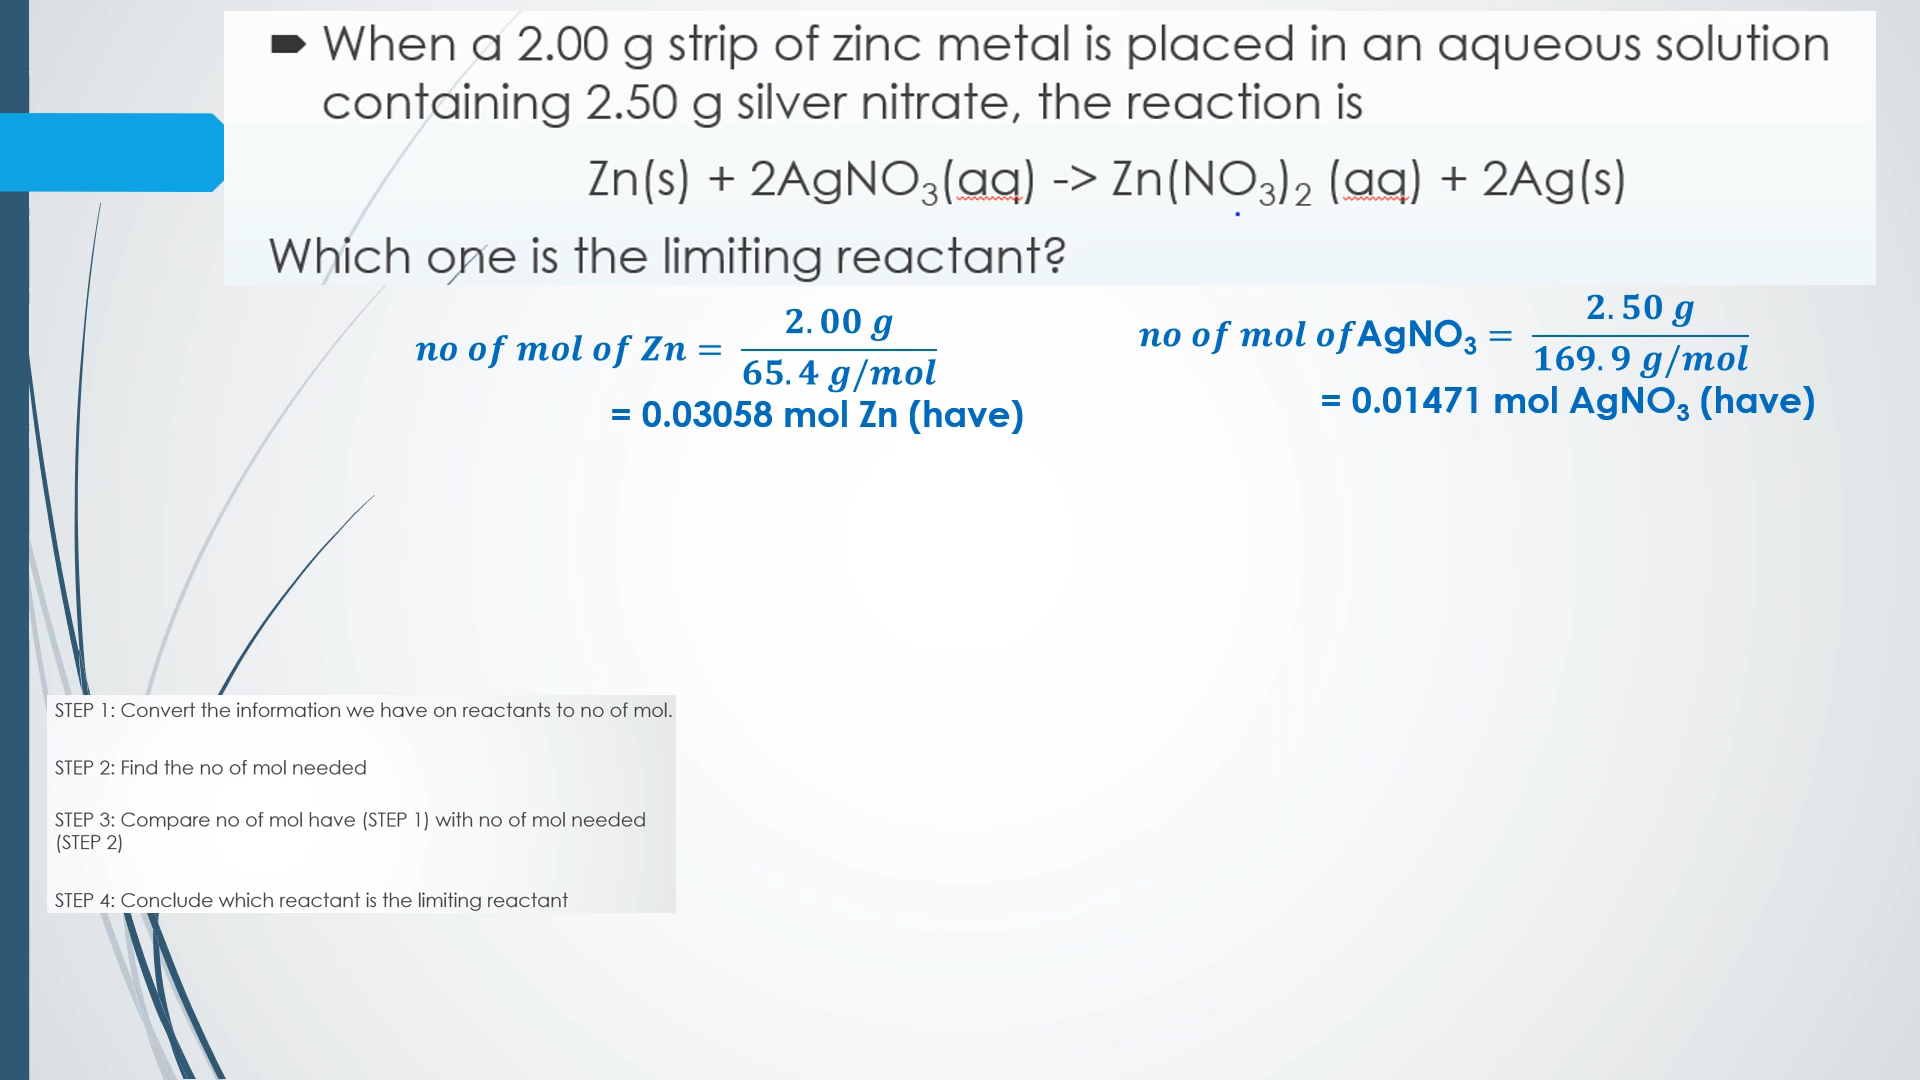 When a 2.00 g strip of zinc metal is placed in an aqueous solution
containing 2.50 g silver nitrate, the reaction is
Zn(s) + 2AgNO₃(aq) -> Zn(NO₃)₂ (aq) + 2Ag(s)
Which one is the limiting reactant?
no of mol of Zn = 2.00 g / 65.4 g/mol
= 0.03058 mol Zn (have)
no of mol of AgNO₃ = 2.50 g / 169.9 g/mol
= 0.01471 mol AgNO₃ (have)
STEP 1: Convert the information we have on reactants to no of mol.
STEP 2: Find the no of mol needed
STEP 3: Compare no of mol have (STEP 1) with no of mol needed
(STEP 2)
STEP 4: Conclude which reactant is the limiting reactant